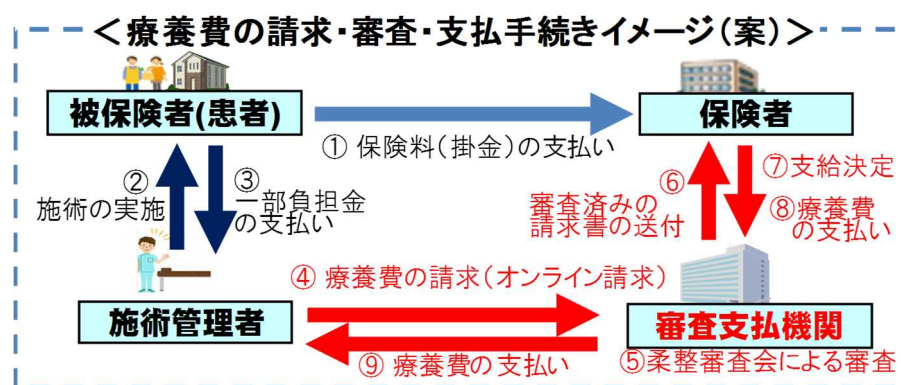 ＜療養費の請求・審査・支払手続きイメージ（案）＞
被保険者(患者)
保険者
① 保険料（掛金）の支払い
②
施術の実施
③
一部負担金
の支払い
⑥
審査済みの
請求書の送付
⑦支給決定
⑧療養費
の支払い
④ 療養費の請求（オンライン請求）
施術管理者
審査支払機関
⑨ 療養費の支払い
⑤柔整審査会による審査